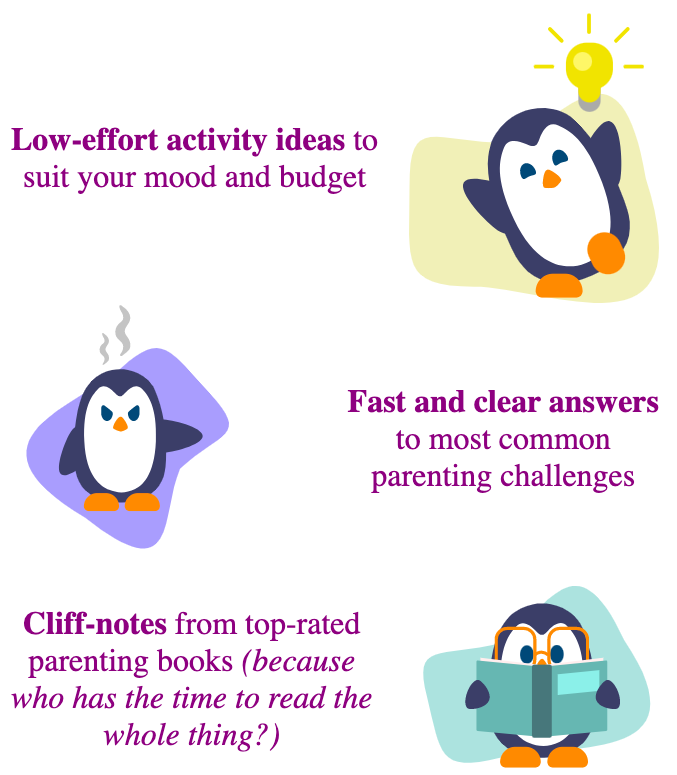 Low-effort activity ideas to
suit your mood and budget
Fast and clear answers
to most common
parenting challenges
Cliff-notes from top-rated
parenting books (because
who has the time to read the
whole thing?)